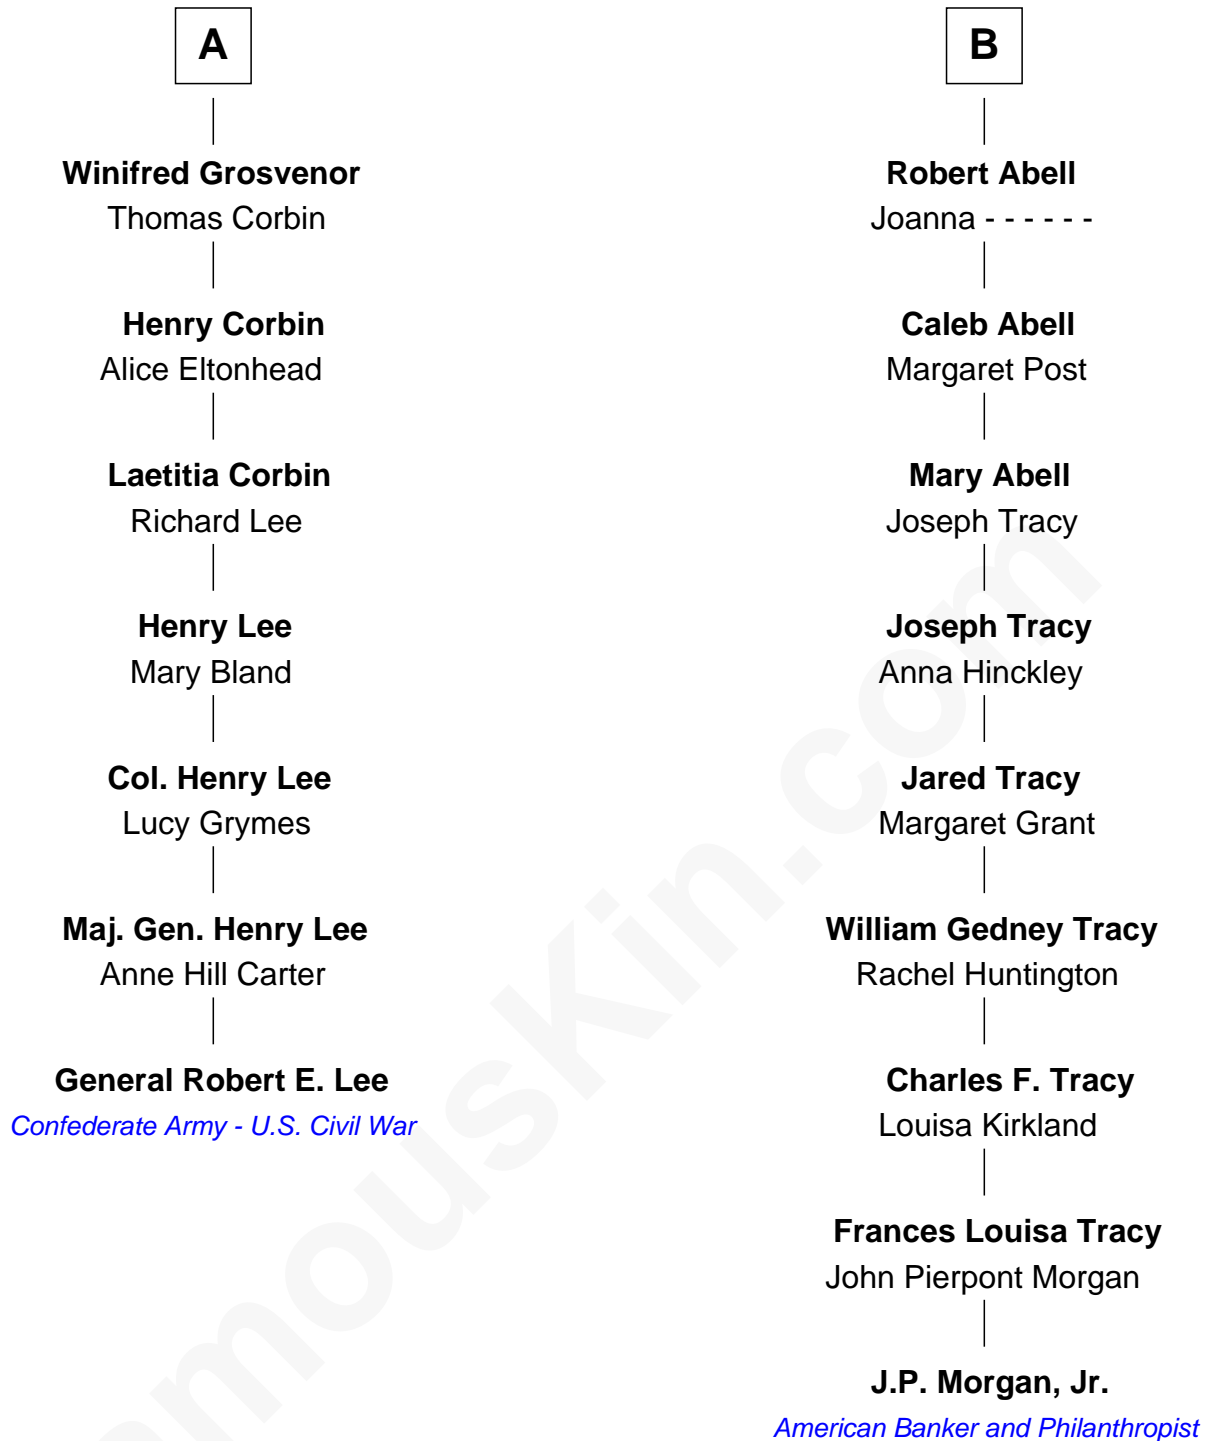 A
Winifred Grosvenor
Thomas Corbin
Henry Corbin
Alice Eltonhead
Laetitia Corbin
Richard Lee
Henry Lee
Mary Bland
Col. Henry Lee
Lucy Grymes
Maj. Gen. Henry Lee
Anne Hill Carter
General Robert E. Lee
Confederate Army - U.S. Civil War
B
Robert Abell
Joanna - - - - - -
Caleb Abell
Margaret Post
Mary Abell
Joseph Tracy
Joseph Tracy
Anna Hinckley
Jared Tracy
Margaret Grant
William Gedney Tracy
Rachel Huntington
Charles F. Tracy
Louisa Kirkland
Frances Louisa Tracy
John Pierpont Morgan
J.P. Morgan, Jr.
American Banker and Philanthropist
amousKin.com